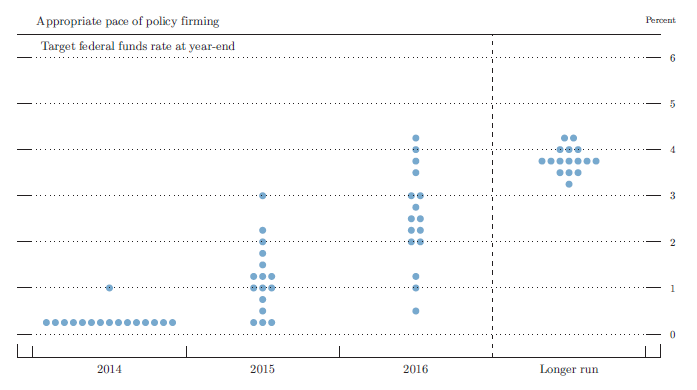 Appropriate pace of policy firming
Percent
Target federal funds rate at year-end
6
5
4
3
2
1
0
2014
2015
2016
Longer run